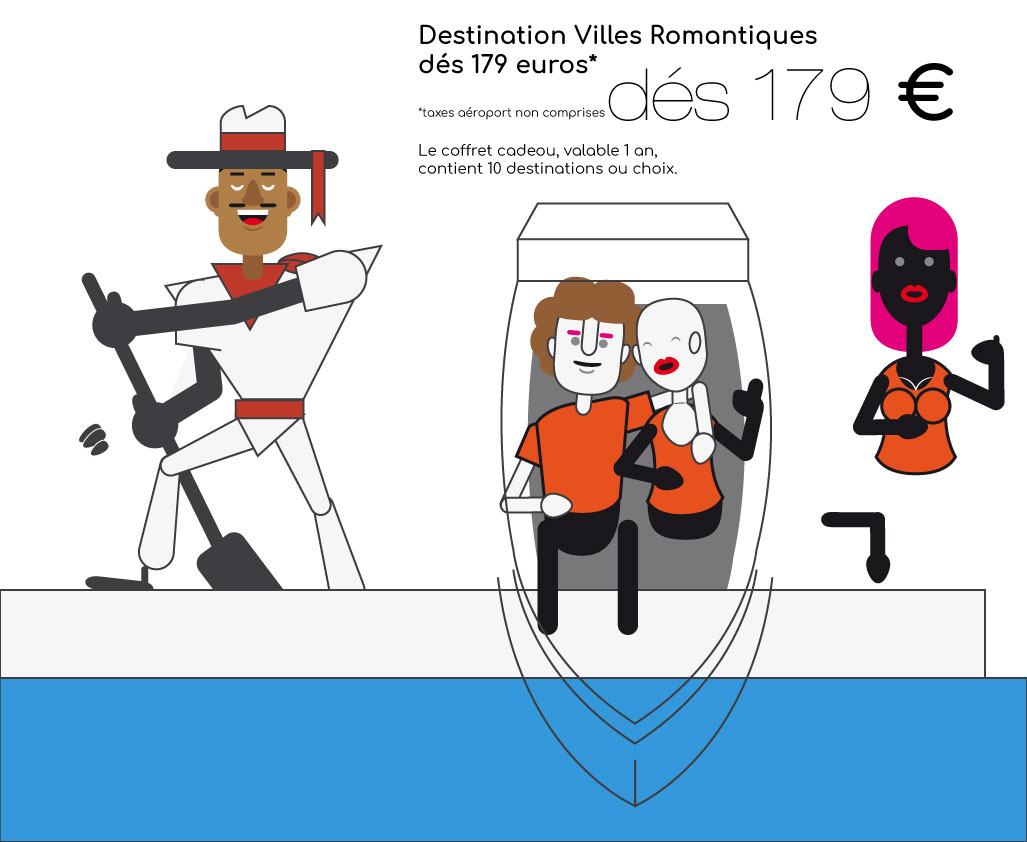 Destination Villes Romantiques
dés 179 euros*
*taxes aéroport non comprises
dés 179 €
Le coffret cadeou, valable 1 an,
contient 10 destinations ou choix.